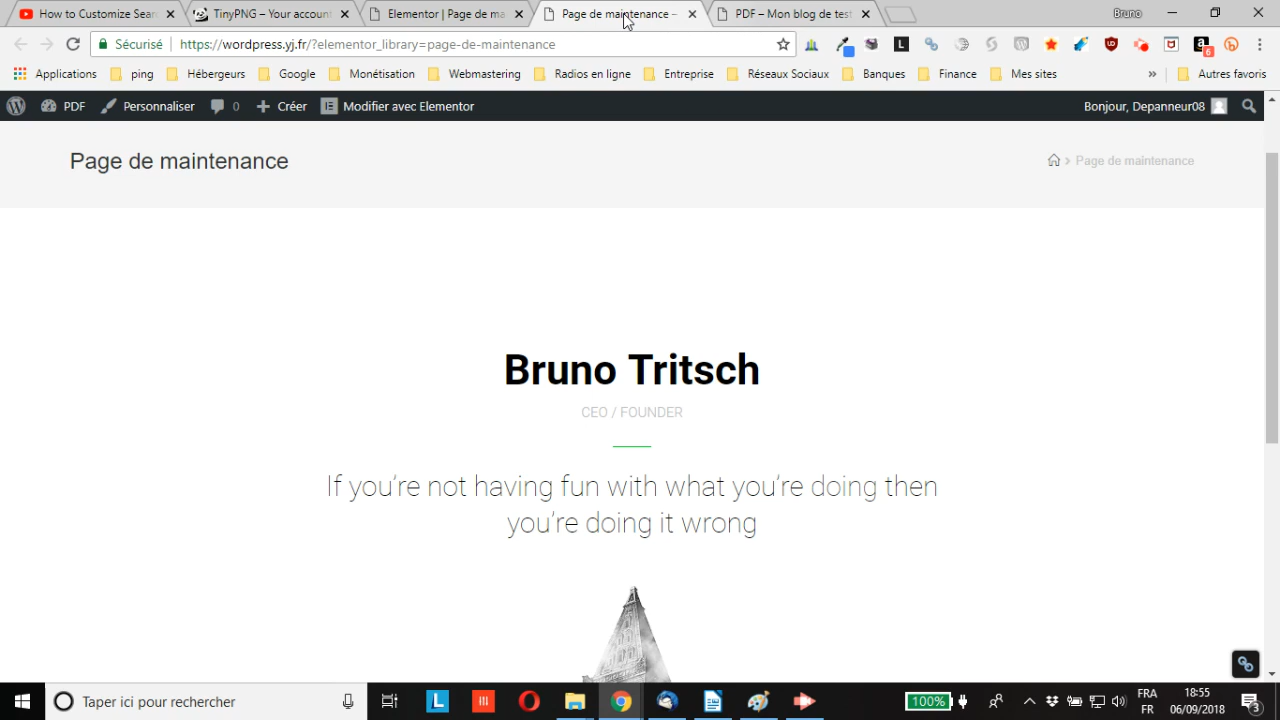 How to Customize Sear
TinyPNG – Your account
Elementor | Page de ma
Page de maintenance –
PDF – Mon blog de test
Bruno
Sécurisé
https://wordpress.yj.fr/?elementor_library=page-de-maintenance
L
6
Applications
ping
Hébergeurs
Google
Monétisation
Webmastering
Radios en ligne
Entreprise
Réseaux Sociaux
Banques
Finance
Mes sites
»
Autres favoris
PDF
Personnaliser
0
Créer
Modifier avec Elementor
Bonjour, Depanneur08
Page de maintenance
Page de maintenance
Bruno Tritsch
CEO / FOUNDER
If you're not having fun with what you're doing then
you're doing it wrong
Taper ici pour rechercher
L
100%
FRA
FR
18:55
06/09/2018
3